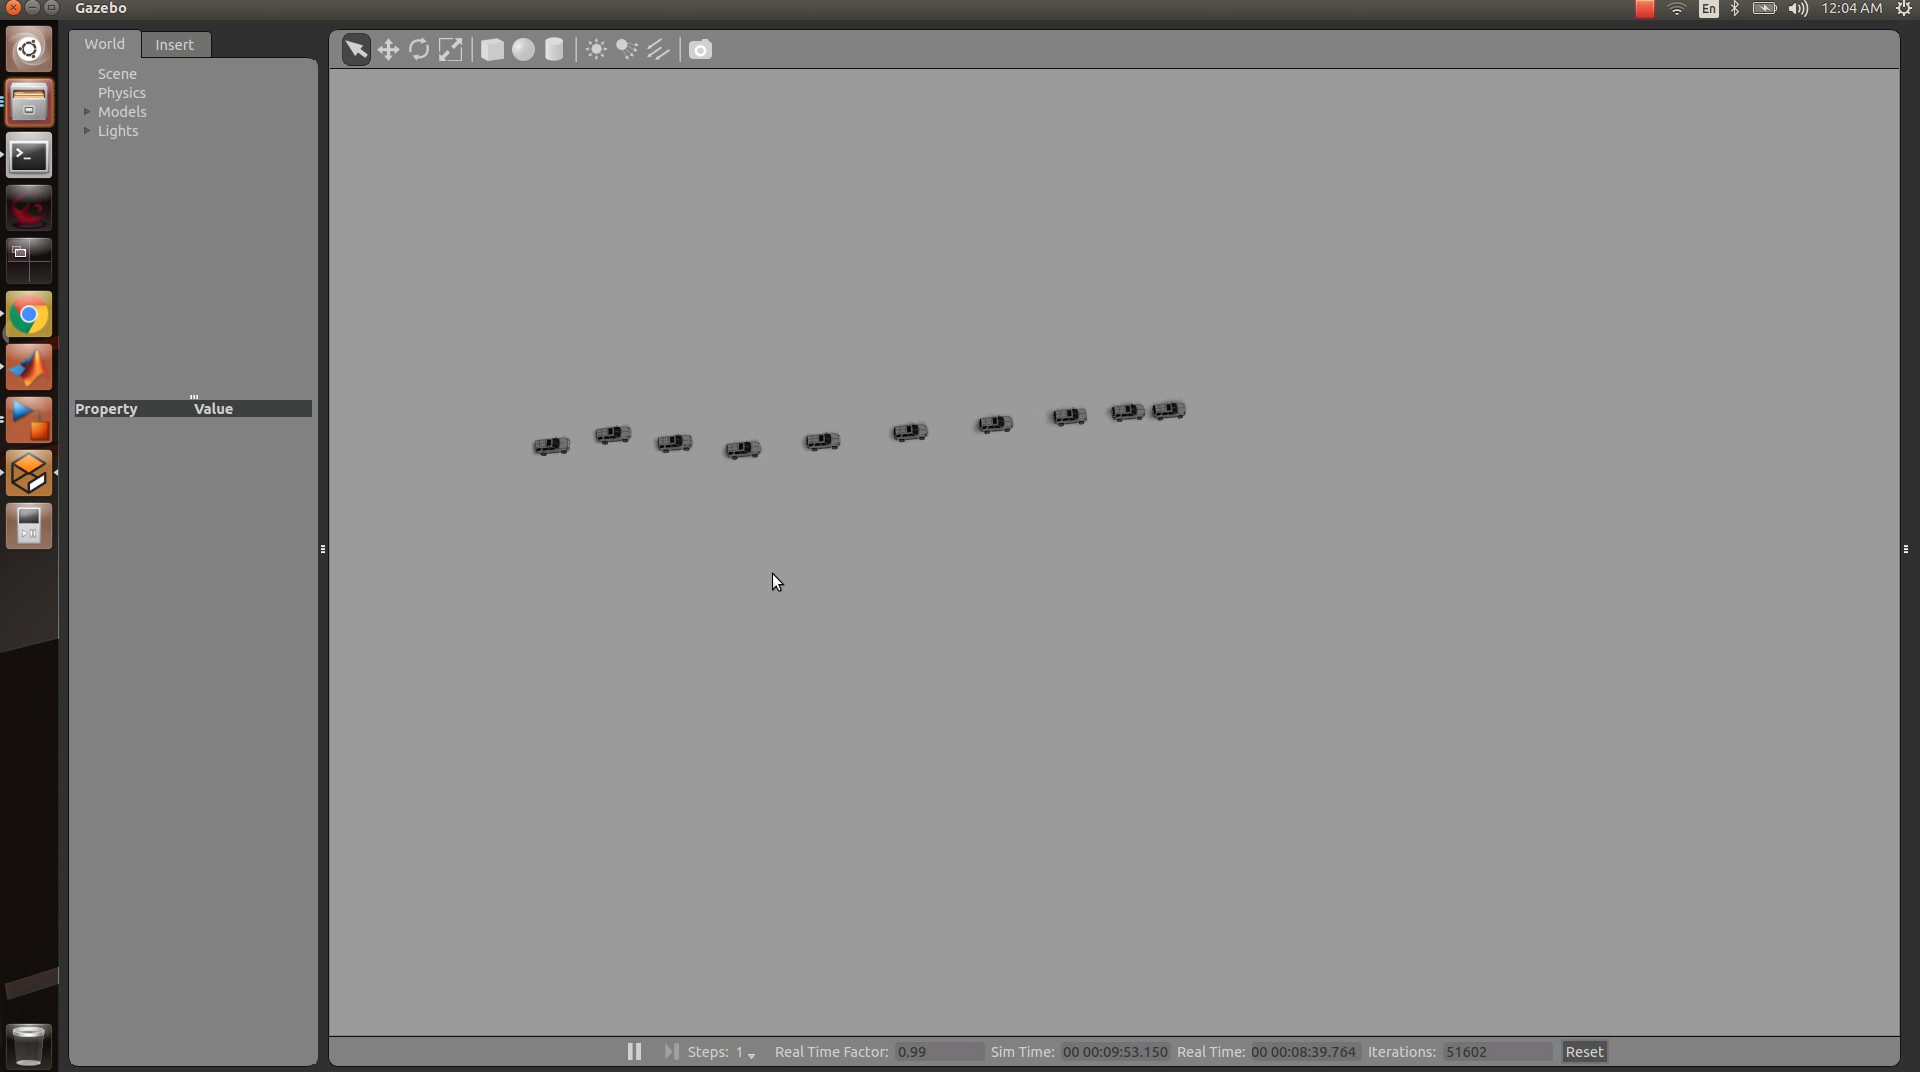 Gazebo
En
12:04 AM
World Insert
Scene
Physics
Models
Lights
Property Value
Steps: 1 Real Time Factor: 0.99 Sim Time: 00 00:09:53.150 Real Time: 00 00:08:39.764 Iterations: 51602 Reset